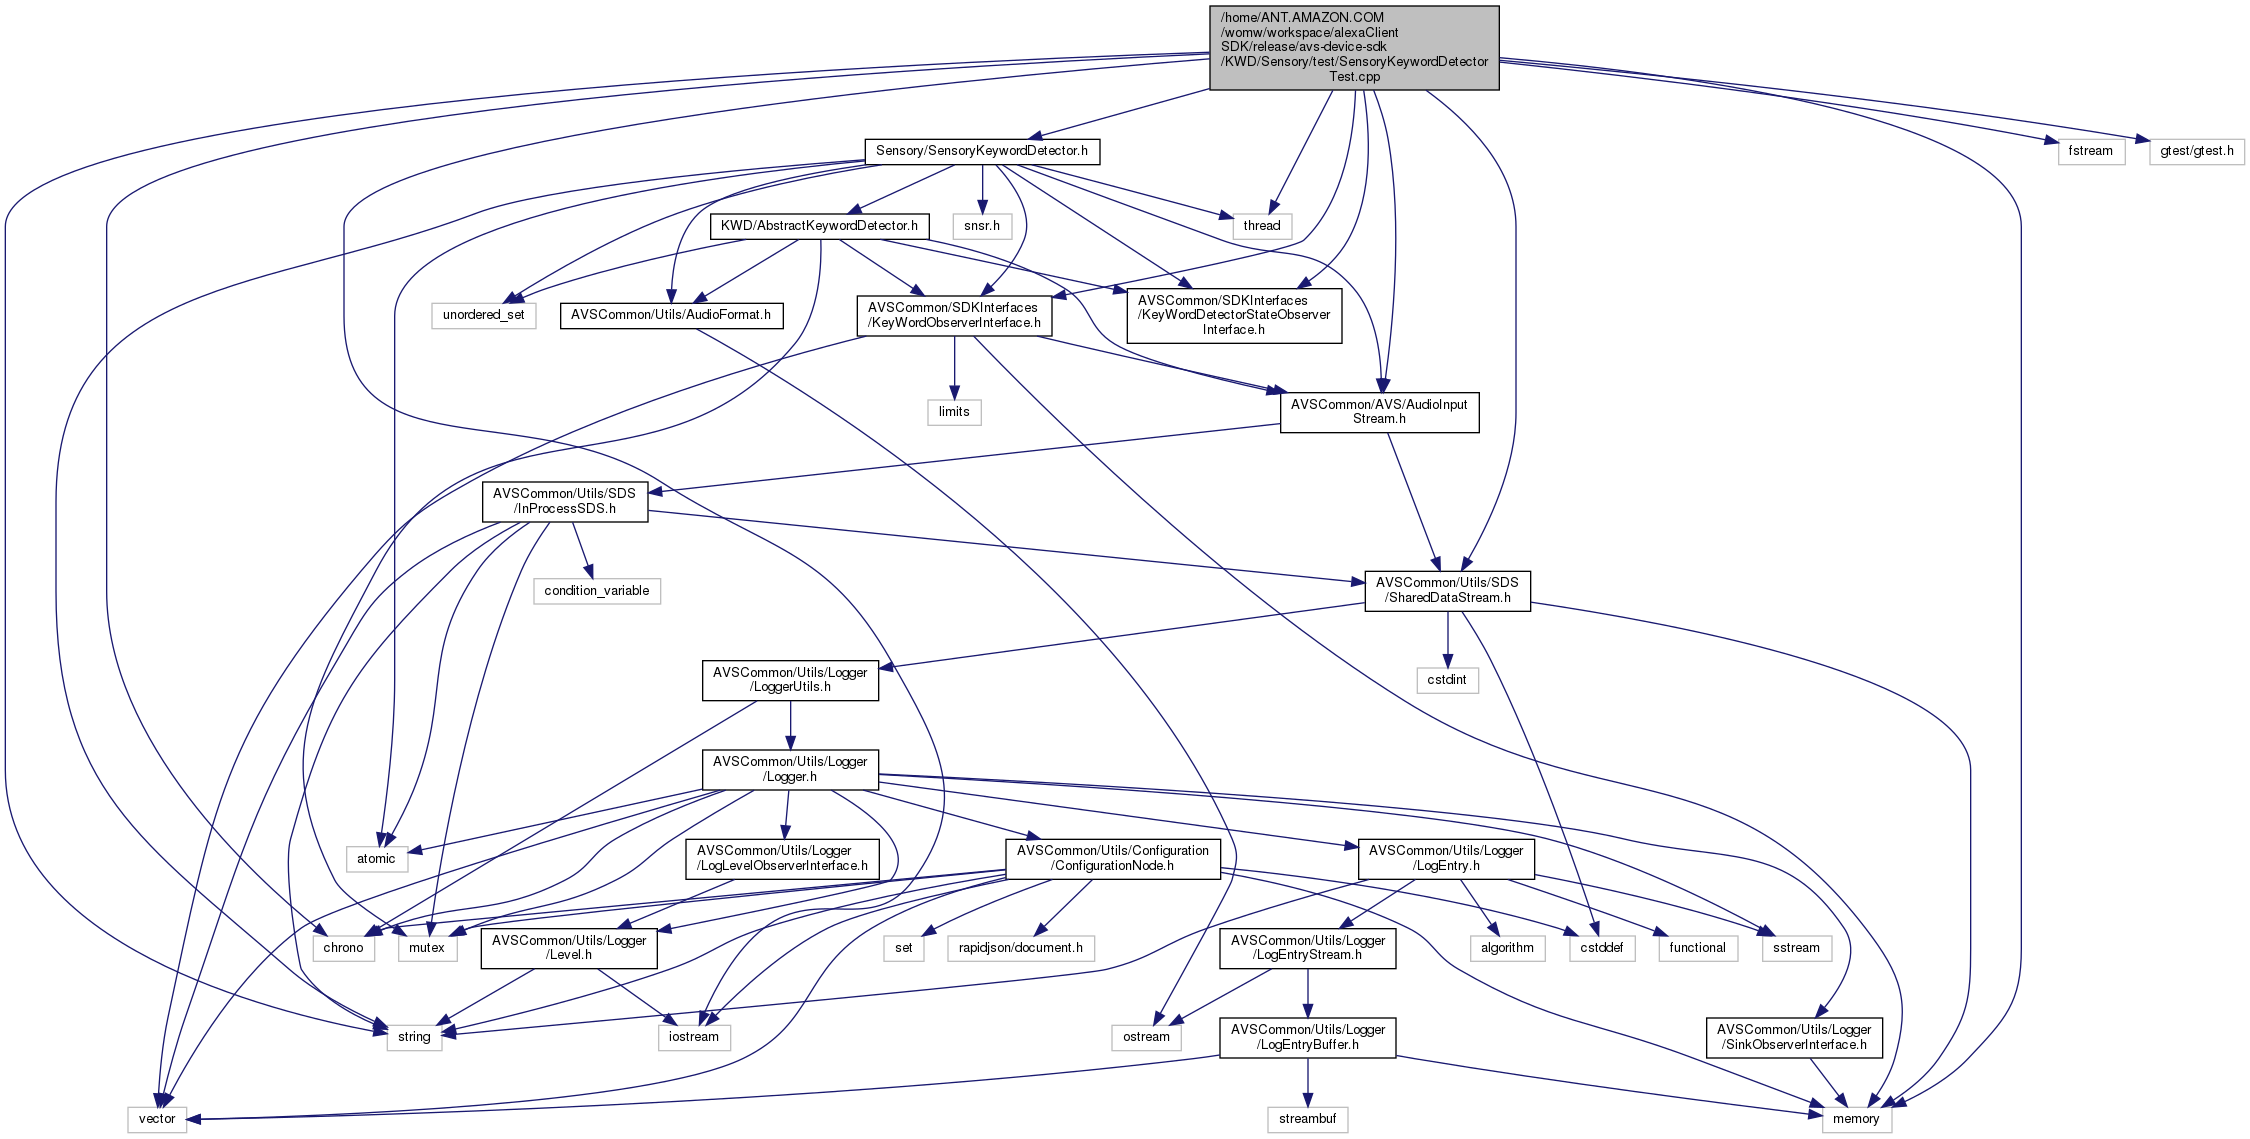 /home/ANT.AMAZON.COM
/womw/workspace/alexaClient
SDK/release/avs-device-sdk
/KWD/Sensory/test/SensoryKeywordDetector
Test.cpp
Sensory/SensoryKeywordDetector.h
fstream
gtest/gtest.h
KWD/AbstractKeywordDetector.h
snsr.h
thread
unordered_set
AVSCommon/Utils/AudioFormat.h
AVSCommon/SDKInterfaces
/KeyWordObserverInterface.h
AVSCommon/SDKInterfaces
/KeyWordDetectorStateObserver
Interface.h
limits
AVSCommon/AVS/AudioInput
Stream.h
AVSCommon/Utils/SDS
/InProcessSDS.h
condition_variable
AVSCommon/Utils/SDS
/SharedDataStream.h
AVSCommon/Utils/Logger
/LoggerUtils.h
cstdint
AVSCommon/Utils/Logger
/Logger.h
atomic
AVSCommon/Utils/Logger
/LogLevelObserverInterface.h
AVSCommon/Utils/Configuration
/ConfigurationNode.h
AVSCommon/Utils/Logger
/LogEntry.h
chrono
mutex
AVSCommon/Utils/Logger
/Level.h
set
rapidjson/document.h
AVSCommon/Utils/Logger
/LogEntryStream.h
algorithm
cstddef
functional
sstream
string
iostream
ostream
AVSCommon/Utils/Logger
/LogEntryBuffer.h
AVSCommon/Utils/Logger
/SinkObserverInterface.h
vector
streambuf
memory